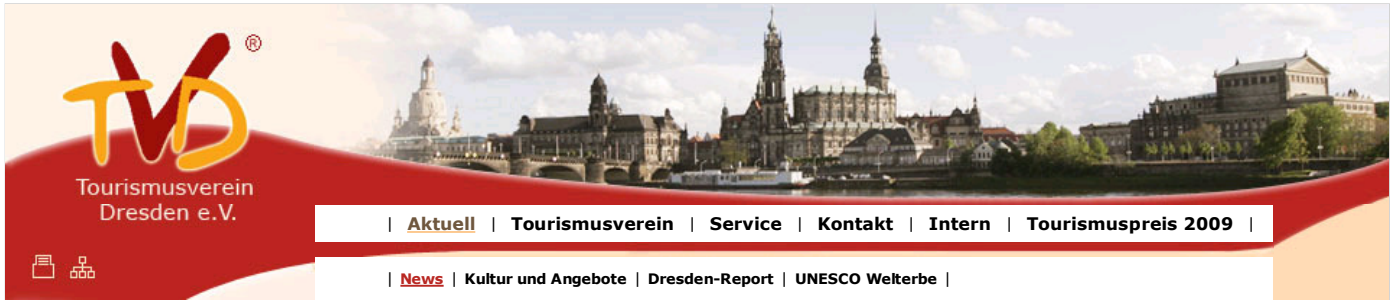 TVD ®
Tourismusverein
Dresden e.V.
| Aktuell | Tourismusverein | Service | Kontakt | Intern | Tourismuspreis 2009 |
| News | Kultur und Angebote | Dresden-Report | UNESCO Welterbe |